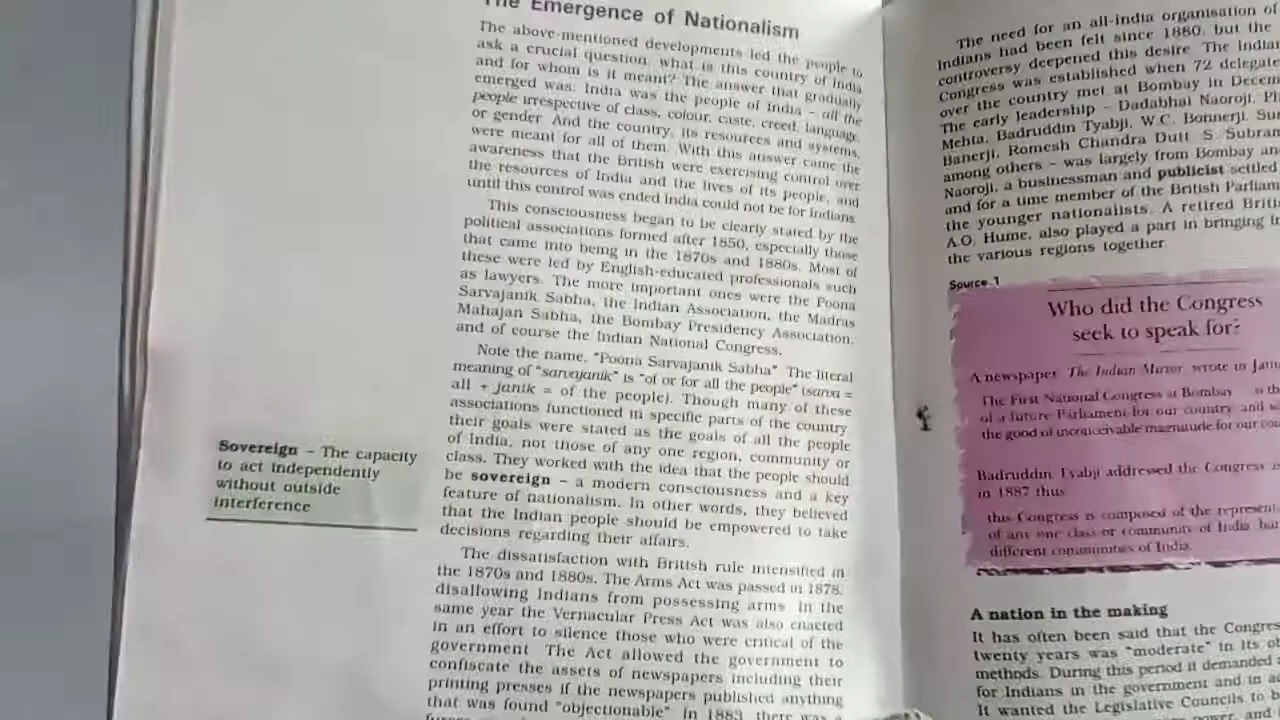 The Emergence of Nationalism
The above-mentioned developments led the people to
ask a crucial question: what is this country of India
and for whom is it meant? The answer that gradually
emerged was: India was the people of India – all the
people irrespective of class, colour, caste, creed, language,
or gender. And the country, its resources and systems,
were meant for all of them. With this answer came the
awareness that the British were exercising control over
the resources of India and the lives of its people, and
until this control was ended India could not be for Indians.
This consciousness began to be clearly stated by the
political associations formed after 1850, especially those
that came into being in the 1870s and 1880s. Most of
these were led by English-educated professionals such
as lawyers. The more important ones were the Poona
Sarvajanik Sabha, the Indian Association, the Madras
Mahajan Sabha, the Bombay Presidency Association,
and of course the Indian National Congress.
Note the name, "Poona Sarvajanik Sabha". The literal
meaning of "sarvajanik" is "of or for all the people" (sarva =
all + janik = of the people). Though many of these
associations functioned in specific parts of the country,
their goals were stated as the goals of all the people
of India, not those of any one region, community or
class. They worked with the idea that the people should
be sovereign – a modern consciousness and a key
feature of nationalism. In other words, they believed
that the Indian people should be empowered to take
decisions regarding their affairs.
The dissatisfaction with British rule intensified in
the 1870s and 1880s. The Arms Act was passed in 1878,
disallowing Indians from possessing arms. In the
same year the Vernacular Press Act was also enacted
in an effort to silence those who were critical of the
government. The Act allowed the government to
confiscate the assets of newspapers including their
printing presses if the newspapers published anything
that was found "objectionable". In 1883, there was a
Sovereign – The capacity
to act independently
without outside
interference
The need for an all-India organisation of
Indians had been felt since 1880, but the
controversy deepened this desire. The Indian
Congress was established when 72 delegate
over the country met at Bombay in Decem
The early leadership – Dadabhai Naoroji, Ph
Mehta, Badruddin Tyabji, W.C. Bonnerji, Su
Banerji, Romesh Chandra Dutt, S. Subram
among others – was largely from Bombay an
Naoroji, a businessman and publicist settled
and for a time member of the British Parliam
the younger nationalists. A retired Briti
A.O. Hume, also played a part in bringing I
the various regions together.
Source 1
Who did the Congress
seek to speak for?
A newspaper, The Indian Mirror, wrote in Janu
The First National Congress at Bombay
of a future Parliament for our country, and w
the good of inconceivable magnitude for our cou
Badruddin Tyabji addressed the Congress
in 1887 thus:
this Congress is composed of the represent
of any one class or community of India, but
different communities of India.
A nation in the making
It has often been said that the Congres
twenty years was "moderate" in its ob
methods. During this period it demanded
for Indians in the government and in a
It wanted the Legislative Councils to b
power, and